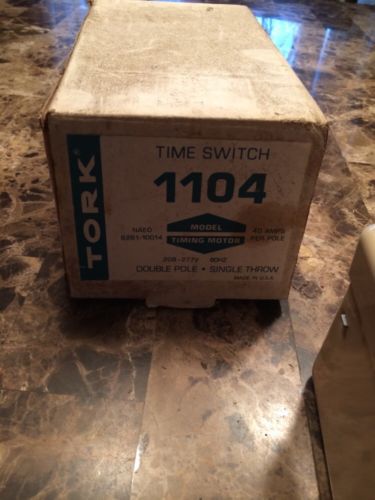 TORK
TIME SWITCH
1104
NAED
MODEL
40 AMPS
TIMING MOTOR
PER POLE
208-277V 60HZ
DOUBLE POLE • SINGLE THROW
MADE IN U.S.A.